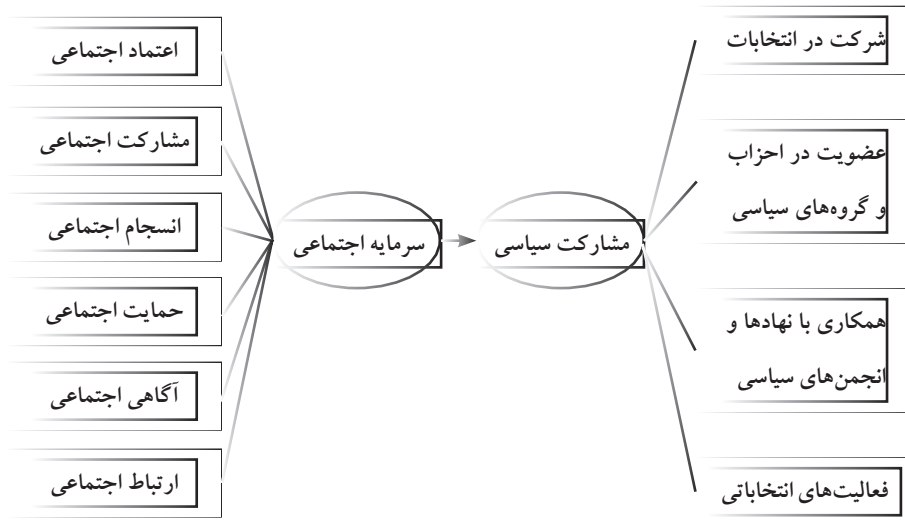 شرکت در انتخابات
عضویت در احزاب
و گروه‌های سیاسی
همکاری با نهادها و
انجمن‌های سیاسی
فعالیت‌های انتخاباتی
مشارکت سیاسی
سرمایه اجتماعی
اعتماد اجتماعی
مشارکت اجتماعی
انسجام اجتماعی
حمایت اجتماعی
آگاهی اجتماعی
ارتباط اجتماعی